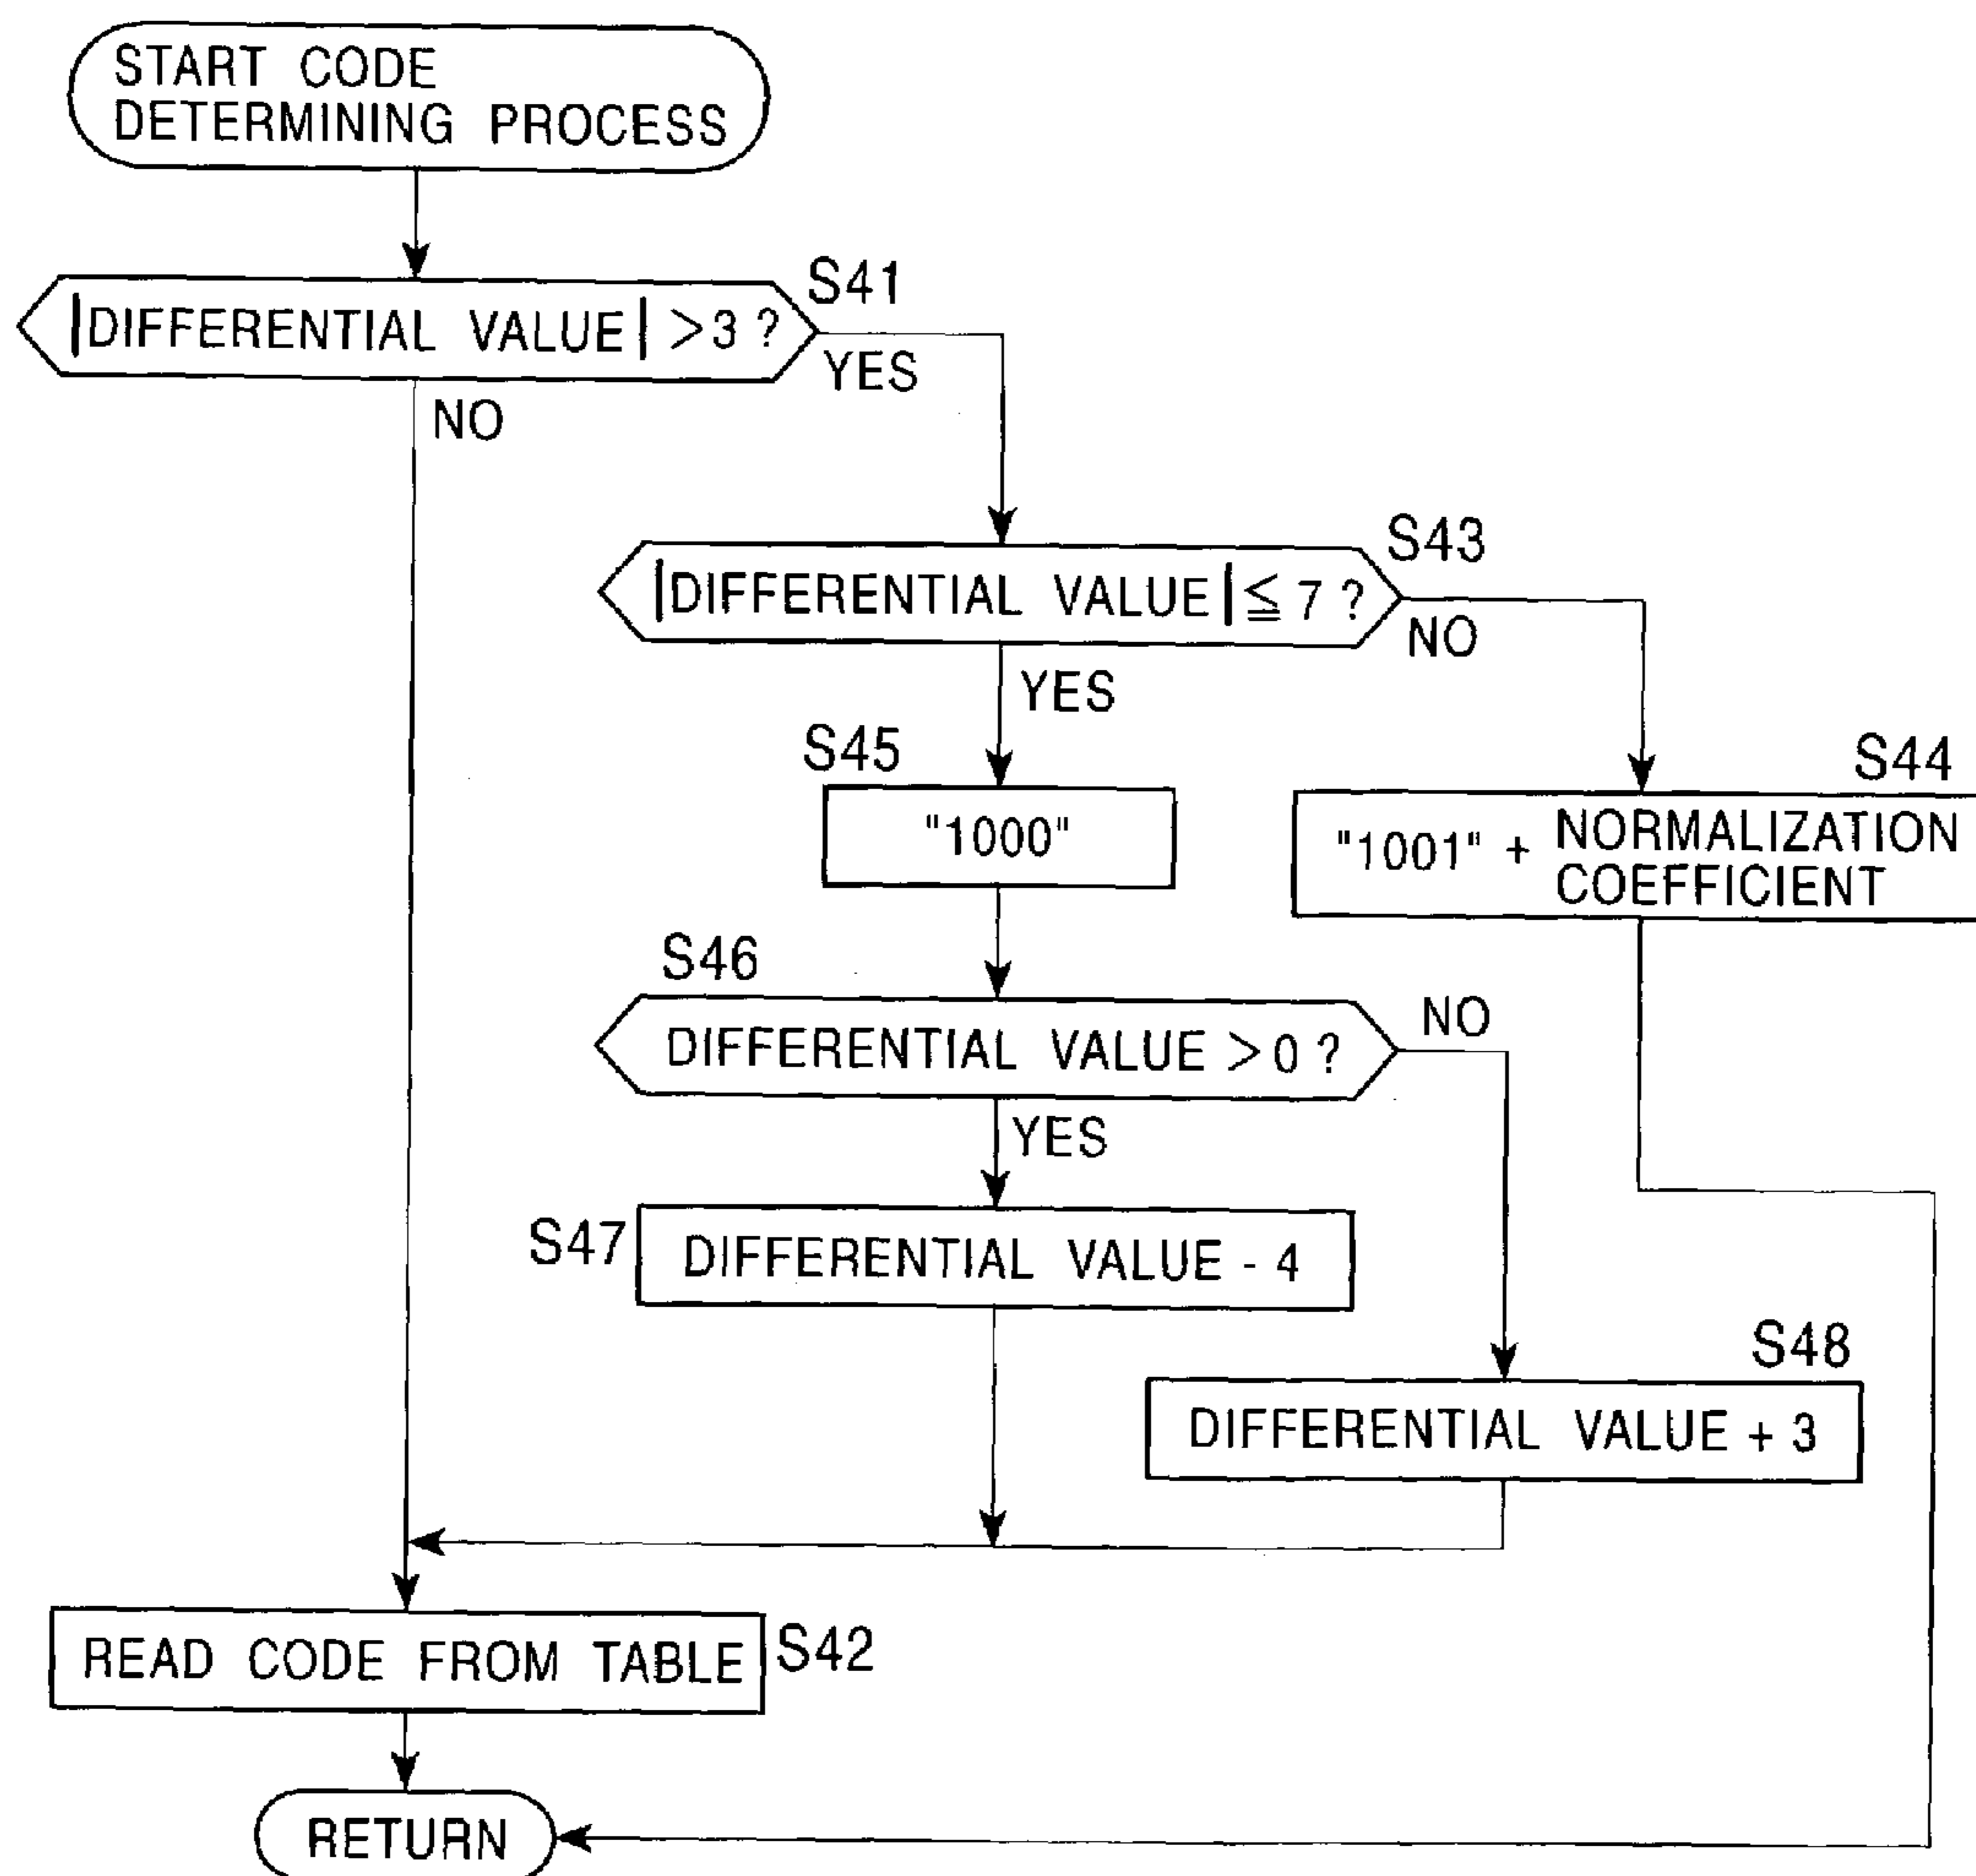 START CODE
DETERMINING PROCESS
S41
|DIFFERENTIAL VALUE| >3 ?
YES
NO
S43
|DIFFERENTIAL VALUE| ≦ 7 ?
NO
YES
S45
"1000"
S44
"1001" + NORMALIZATION
COEFFICIENT
S46
DIFFERENTIAL VALUE >0 ?
NO
YES
S47
DIFFERENTIAL VALUE - 4
S48
DIFFERENTIAL VALUE + 3
READ CODE FROM TABLE
S42
RETURN